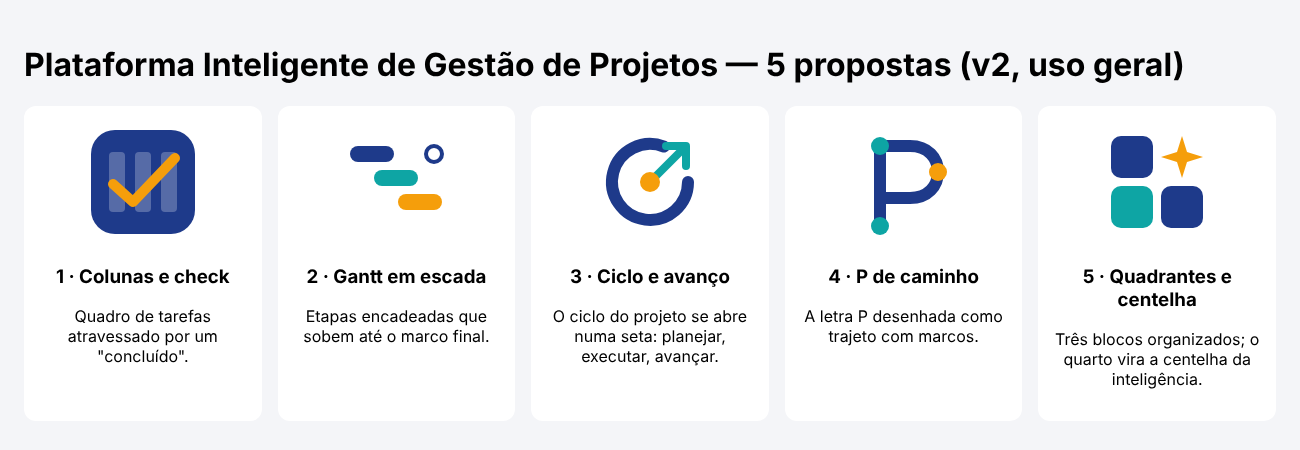 Plataforma Inteligente de Gestão de Projetos — 5 propostas (v2, uso geral)
1 · Colunas e check
Quadro de tarefas
atravessado por um
"concluído".
2 · Gantt em escada
Etapas encadeadas que
sobem até o marco final.
3 · Ciclo e avanço
O ciclo do projeto se abre
numa seta: planejar,
executar, avançar.
4 · P de caminho
A letra P desenhada como
trajeto com marcos.
5 · Quadrantes e
centelha
Três blocos organizados; o
quarto vira a centelha da
inteligência.